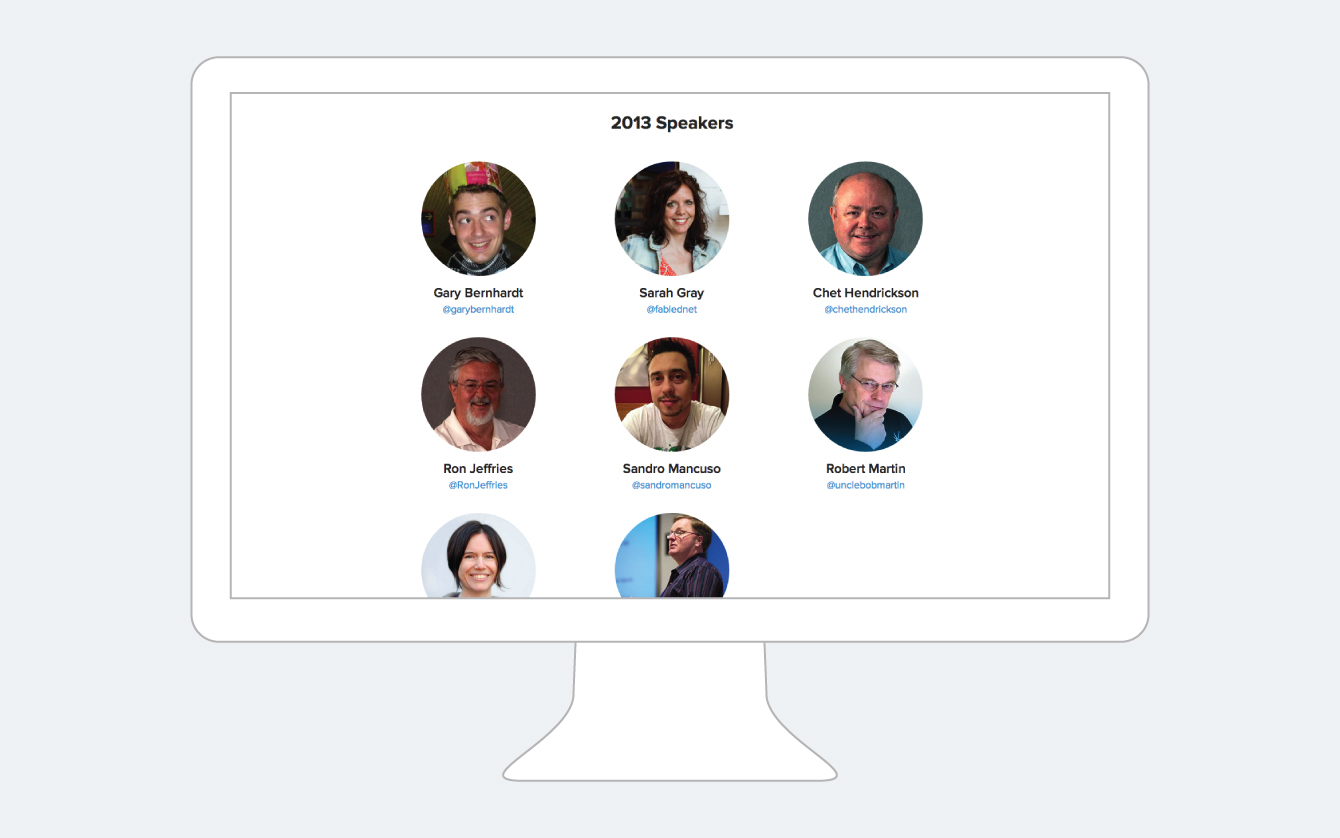 2013 Speakers
Gary Bernhardt
Sarah Gray
Chet Hendrickson
@garybernhardt
@fablednet
@chethendrickson
Ron Jeffries
Sandro Mancuso
Robert Martin
@RonJeffries
@sandromancuso
@unclebobmartin